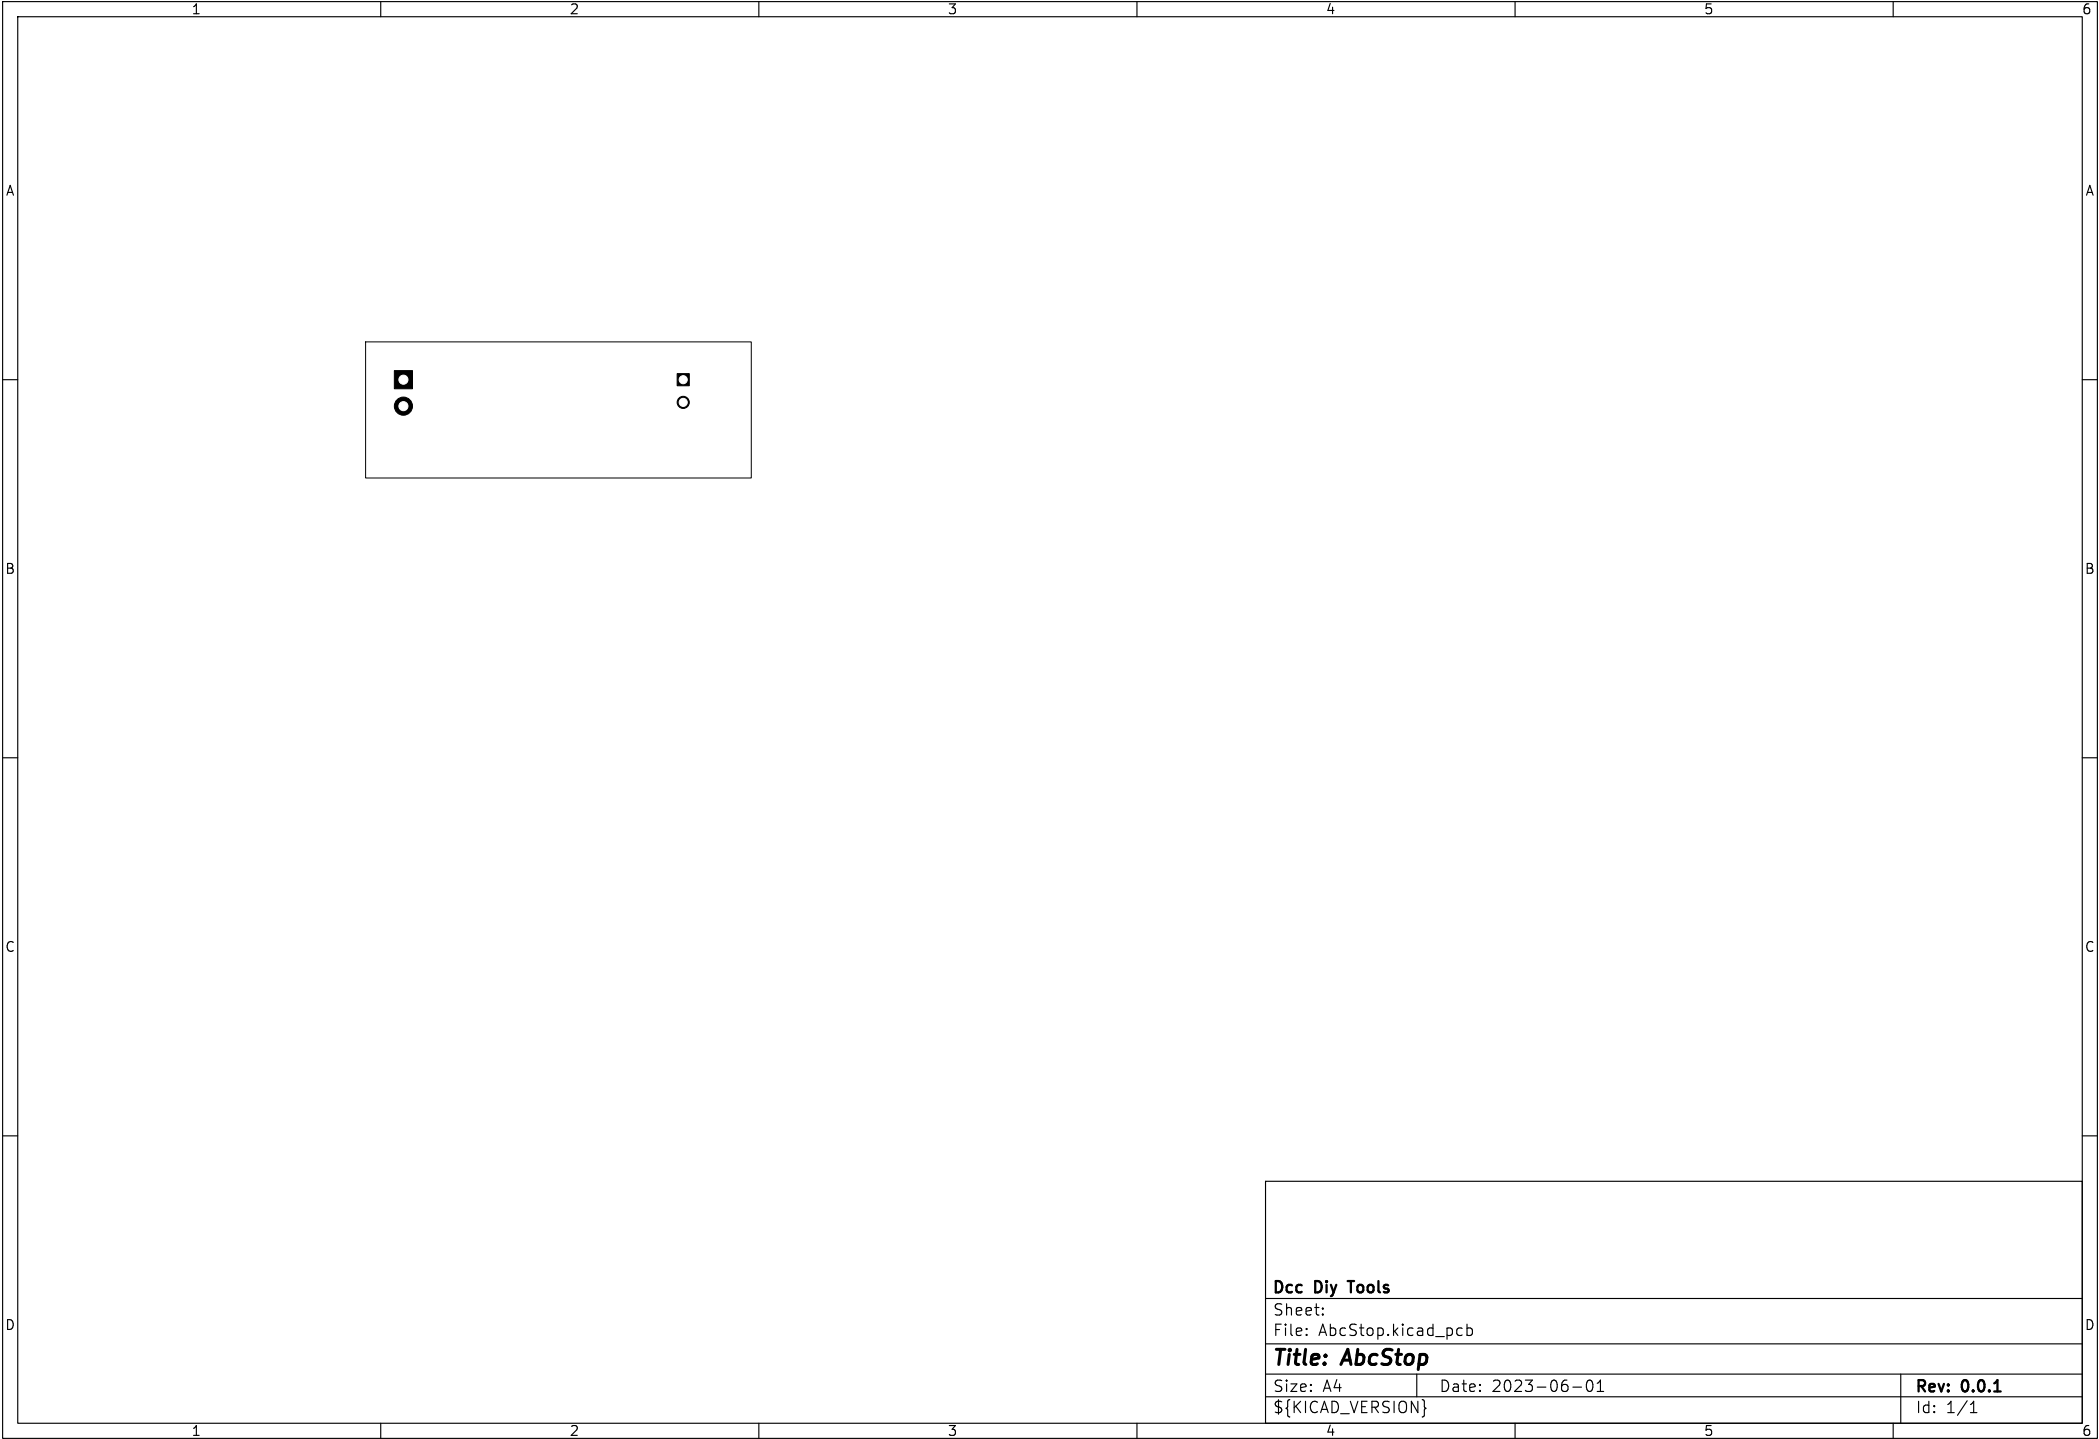 1 2 3 4 5 6
A A
B B
C C
Dcc Diy Tools
Sheet:
File: AbcStop.kicad_pcb
D D
Title: AbcStop
Size: A4 Date: 2023-06-01 Rev: 0.0.1
${KICAD_VERSION} Id: 1/1
1 2 3 4 5 6